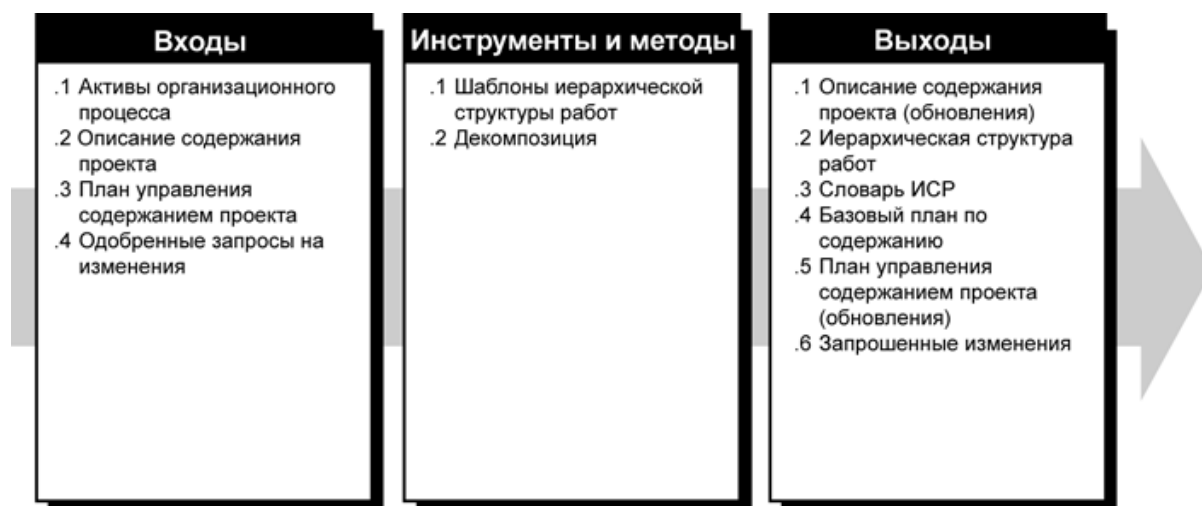 Входы
.1 Активы организационного
процесса
.2 Описание содержания
проекта
.3 План управления
содержанием проекта
.4 Одобренные запросы на
изменения
Инструменты и методы
.1 Шаблоны иерархической
структуры работ
.2 Декомпозиция
Выходы
.1 Описание содержания
проекта (обновления)
.2 Иерархическая структура
работ
.3 Словарь ИСР
.4 Базовый план по
содержанию
.5 План управления
содержанием проекта
(обновления)
.6 Запрошенные изменения